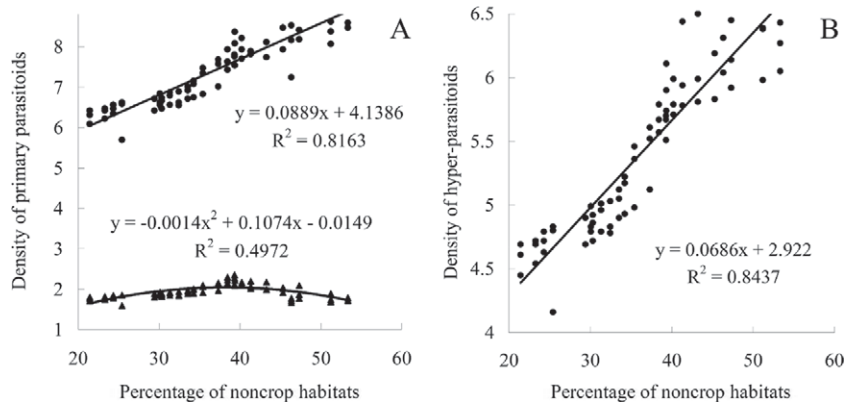 A
8
7
6
5
4
3
2
1
Density of primary parasitoids
y = 0.0889x + 4.1386
R² = 0.8163
y = -0.0014x² + 0.1074x - 0.0149
R² = 0.4972
20 30 40 50 60
Percentage of noncrop habitats
B
6.5
6
5.5
5
4.5
4
Density of hyper-parasitoids
y = 0.0686x + 2.922
R² = 0.8437
20 30 40 50 60
Percentage of noncrop habitats